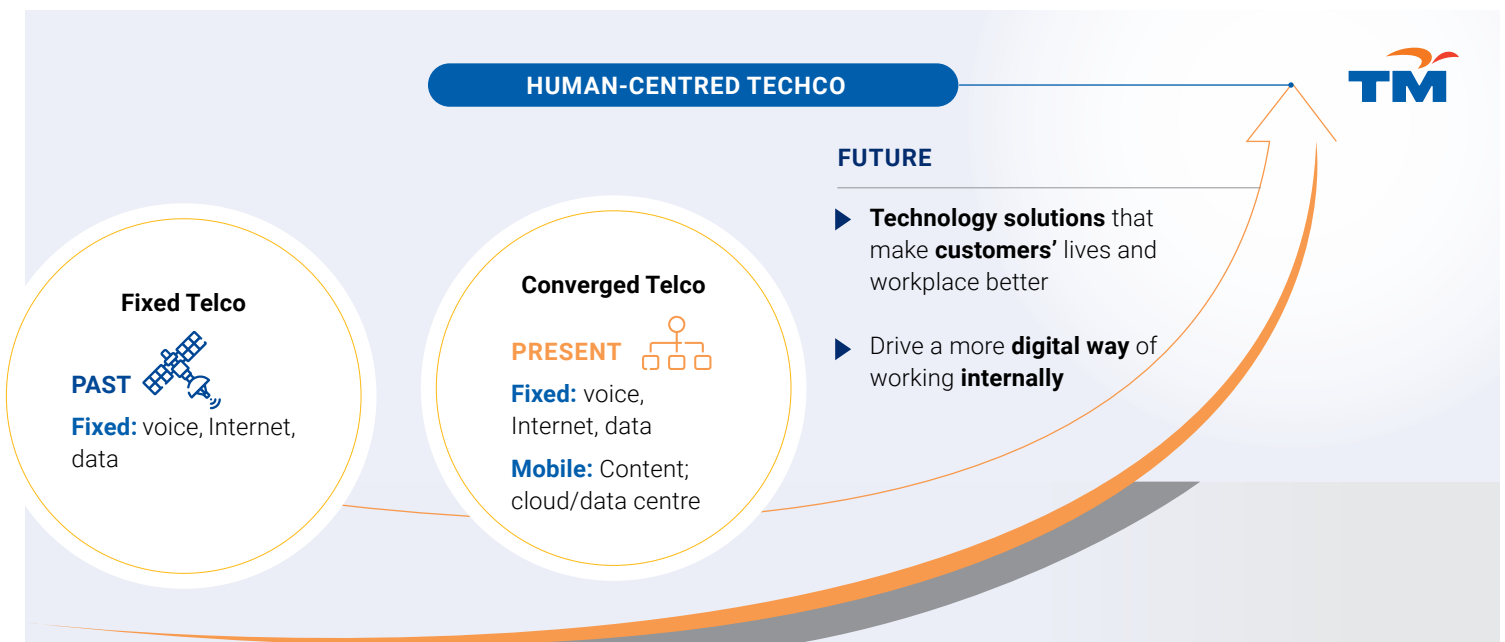 HUMAN-CENTRED TECHCO
TM
Fixed Telco
PAST
Fixed: voice, Internet,
data
Converged Telco
PRESENT
Fixed: voice,
Internet, data
Mobile: Content;
cloud/data centre
FUTURE
Technology solutions that
make customers’ lives and
workplace better
Drive a more digital way of
working internally